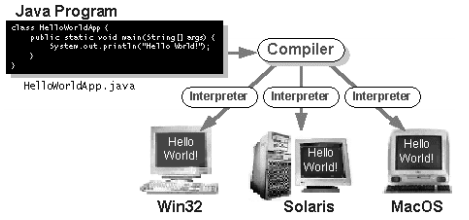 Java Program
class HelloWorldApp {
public static void main(String[] args) {
System.out.println("Hello World!");
}
}
HelloWorldApp.java
Compiler
Interpreter
Interpreter
Interpreter
Hello
World!
Hello
World!
Hello
World!
Win32
Solaris
MacOS